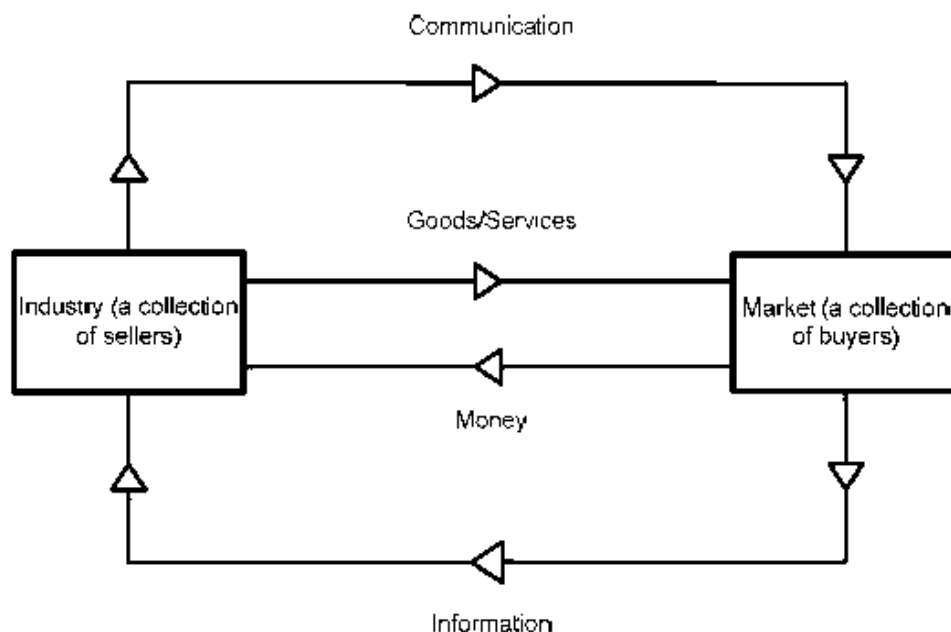 Communication
Goods/Services
Industry (a collection
of sellers)
Market (a collection
of buyers)
Money
Information